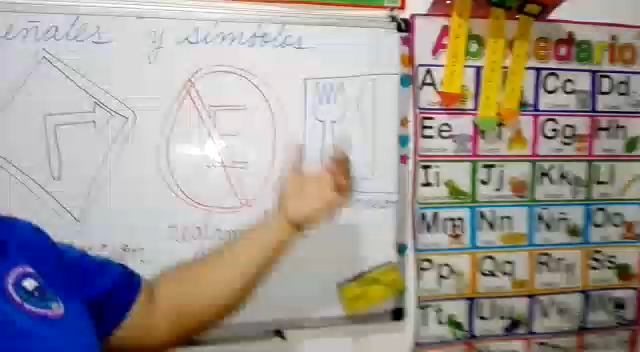 eñales y símbolos
E
Abecedario
A Cc Dd
Ee Gg Hh
Ii Jj Kk Ll
Mm Nn Ññ Oo
Pp Qq Rr Ss
Tt Uu